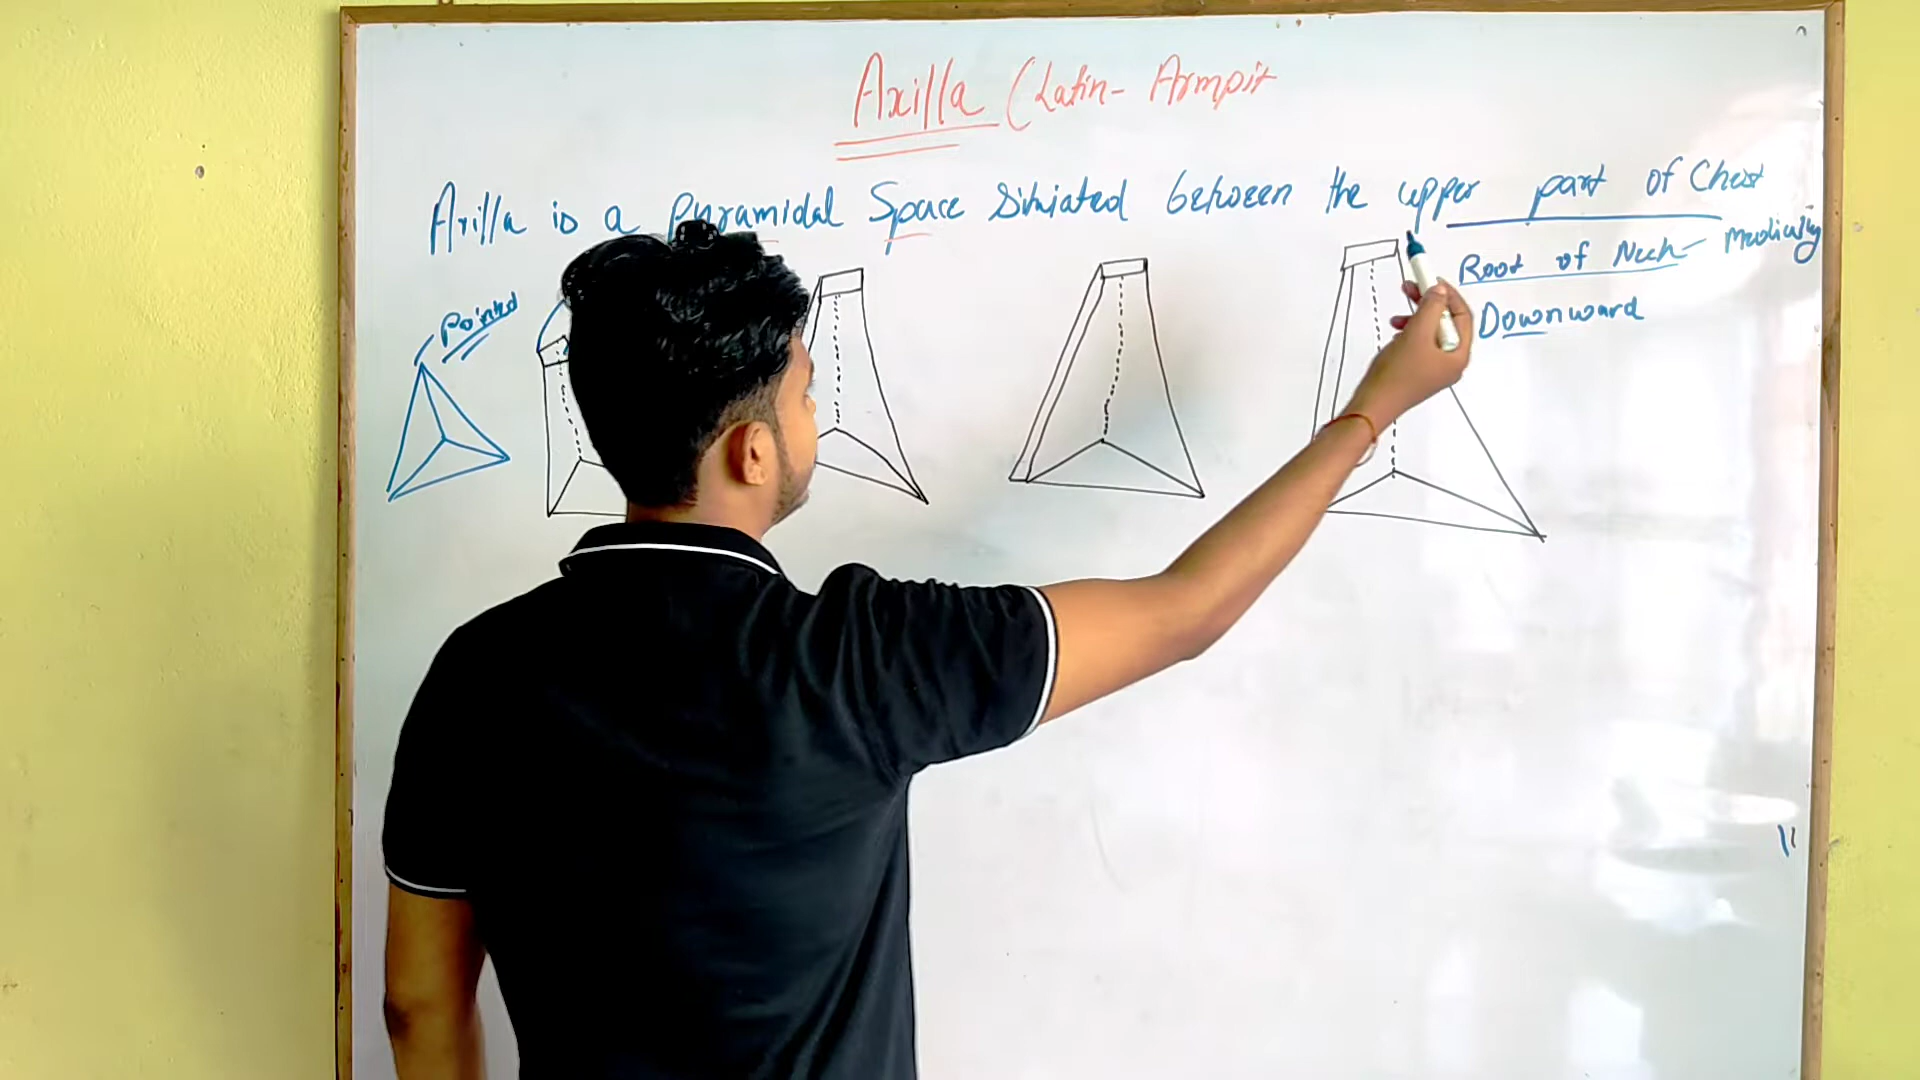 Axilla (Latin- Armpit
Axilla is a Pyramidal Space Situated between the upper part of Chest
Root of Neck - Medially
Downward
Pointed